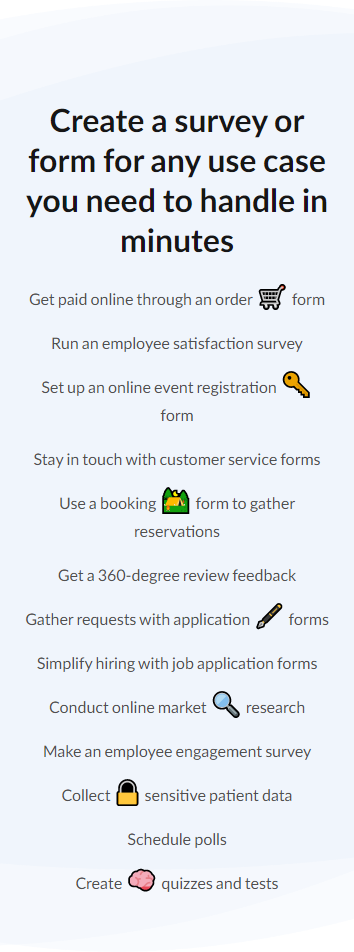 Create a survey or
form for any use case
you need to handle in
minutes
Get paid online through an order 🛒 form
Run an employee satisfaction survey
Set up an online event registration 🔑
form
Stay in touch with customer service forms
Use a booking 🏕️ form to gather
reservations
Get a 360-degree review feedback
Gather requests with application 🖋️ forms
Simplify hiring with job application forms
Conduct online market 🔍 research
Make an employee engagement survey
Collect 🔒 sensitive patient data
Schedule polls
Create 🧠 quizzes and tests